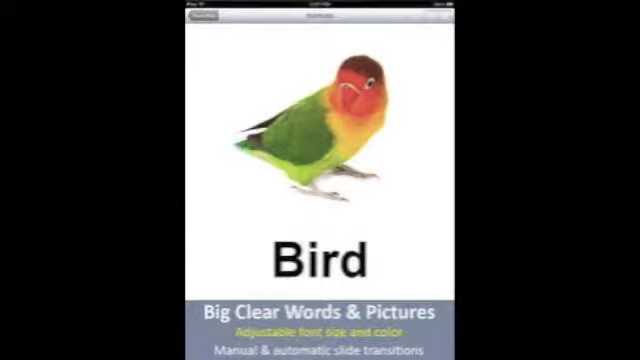 Bird
Big Clear Words & Pictures
Adjustable font size and color
Manual & automatic slide transitions